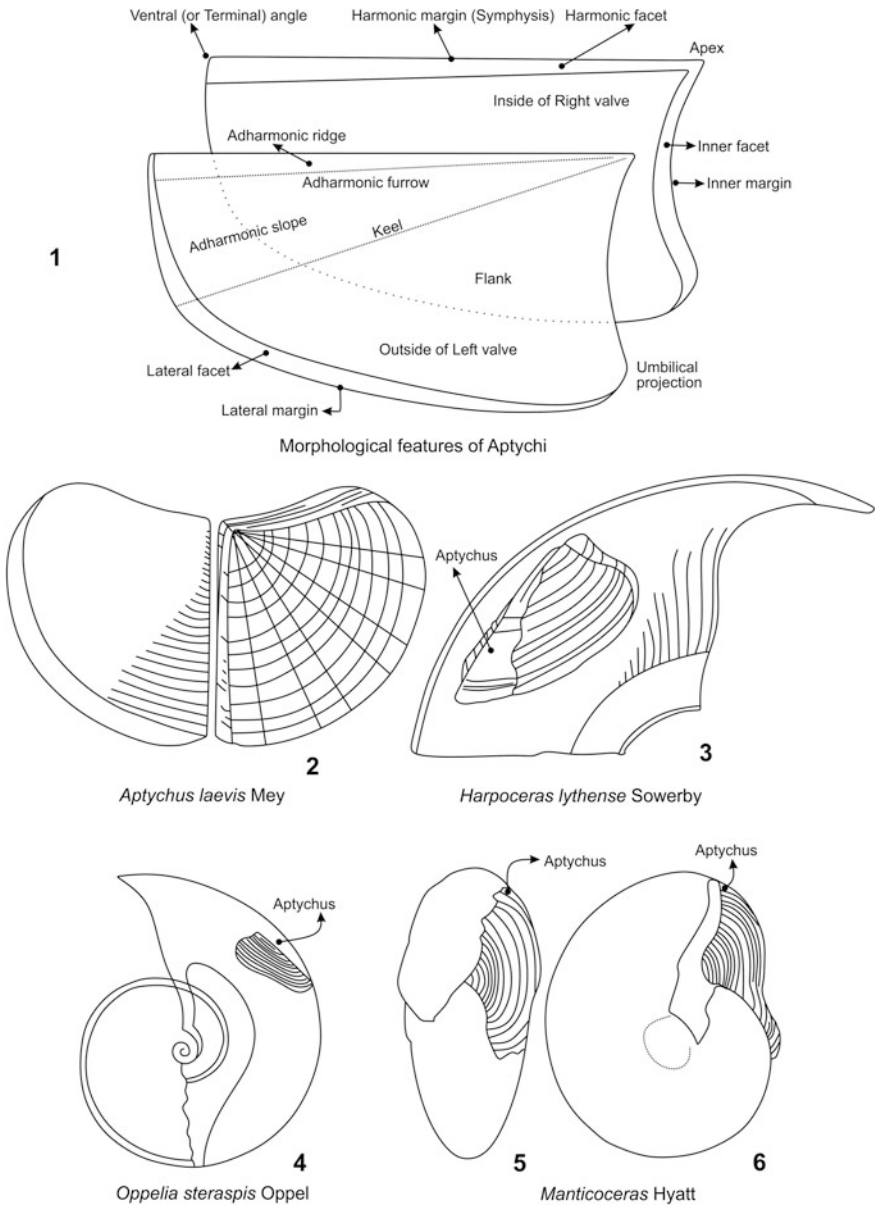 Ventral (or Terminal) angle
Harmonic margin (Symphysis)
Harmonic facet
Apex
Inside of Right valve
Adharmonic ridge
Inner facet
Adharmonic furrow
Inner margin
Adharmonic slope
Keel
1
Flank
Outside of Left valve
Lateral facet
Umbilical
projection
Lateral margin
Morphological features of Aptychi
Aptychus
2
3
Aptychus laevis Mey
Harpoceras lythense Sowerby
Aptychus
Aptychus
Aptychus
4
5
6
Oppelia steraspis Oppel
Manticoceras Hyatt